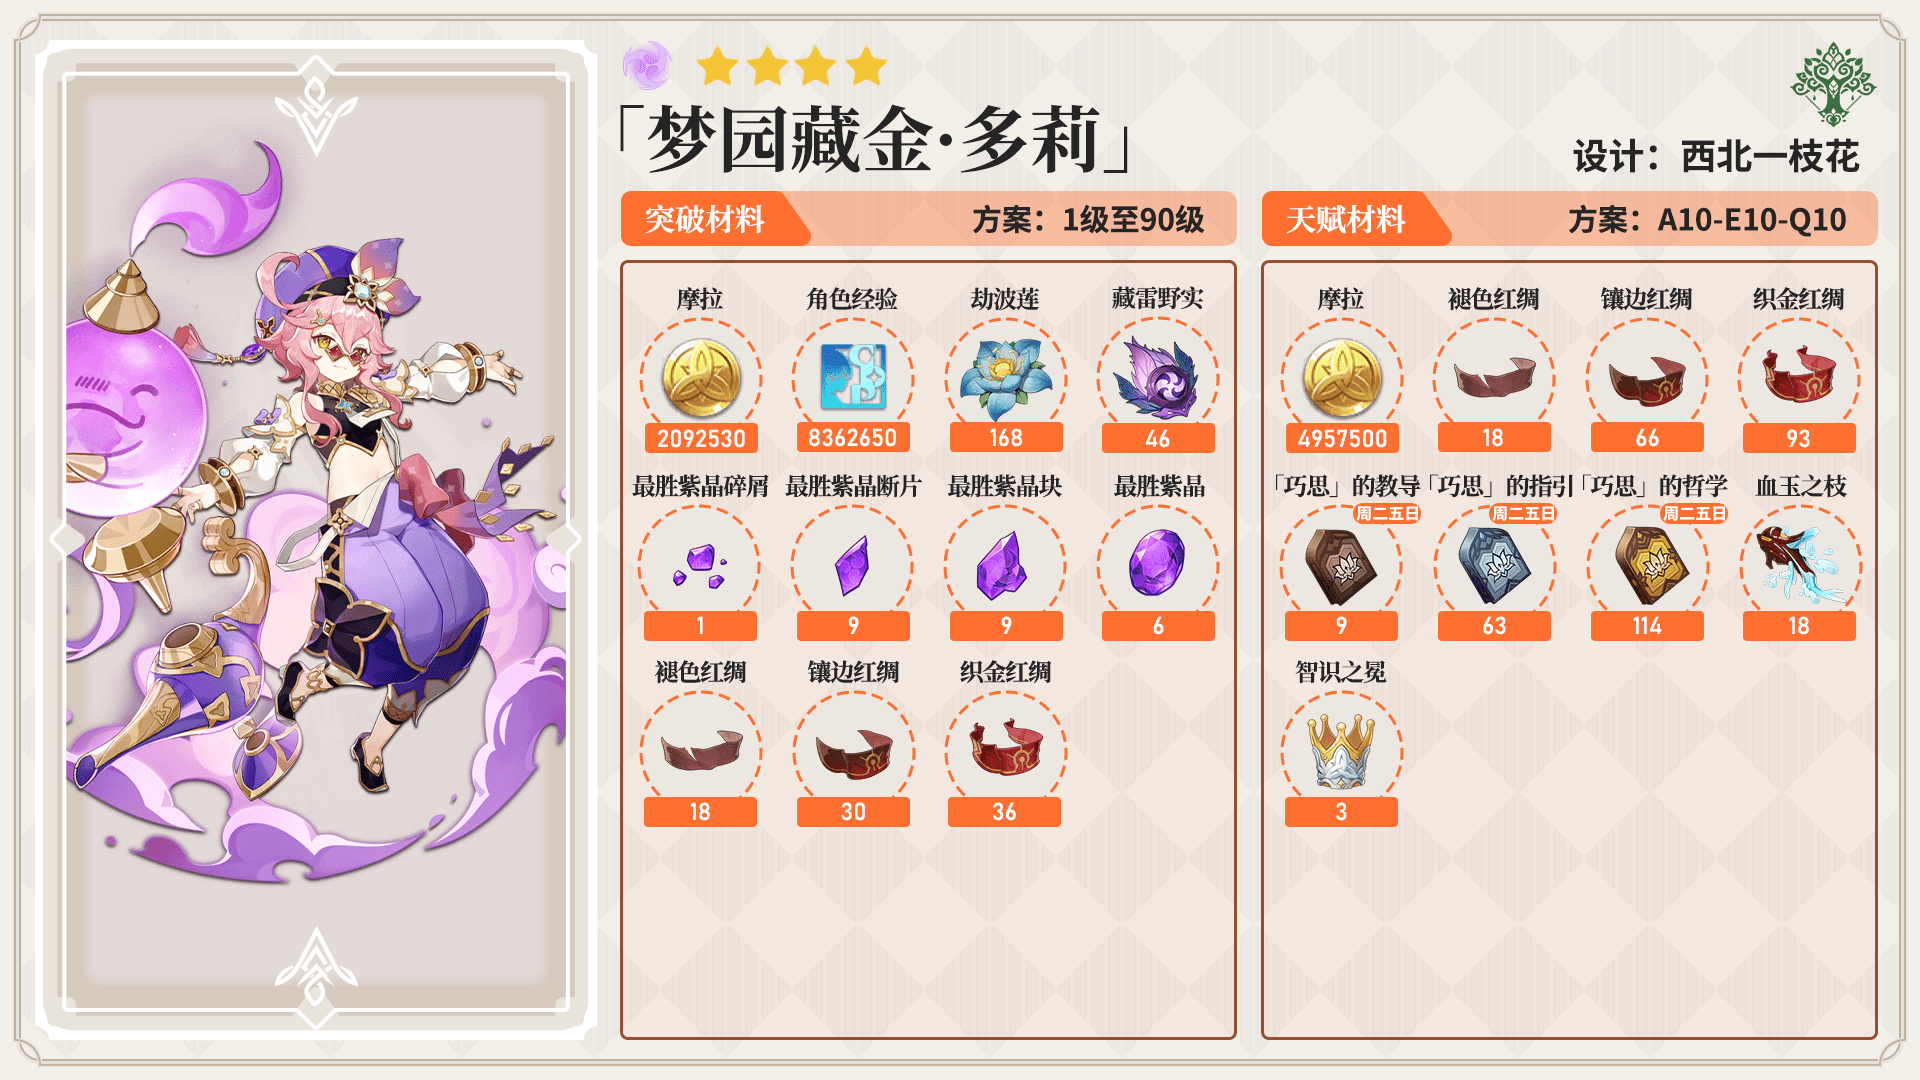 「梦园藏金·多莉」
设计：西北一枝花
突破材料
方案：1级至90级
摩拉
角色经验
劫波莲
藏雷野实
2092530
8362650
168
46
最胜紫晶碎屑
最胜紫晶断片
最胜紫晶块
最胜紫晶
1
9
9
6
褪色红绸
镶边红绸
织金红绸
18
30
36
天赋材料
方案：A10-E10-Q10
摩拉
褪色红绸
镶边红绸
织金红绸
4957500
18
66
93
「巧思」的教导
「巧思」的指引
「巧思」的哲学
血玉之枝
周二五日
周二五日
周二五日
9
63
114
18
智识之冕
3